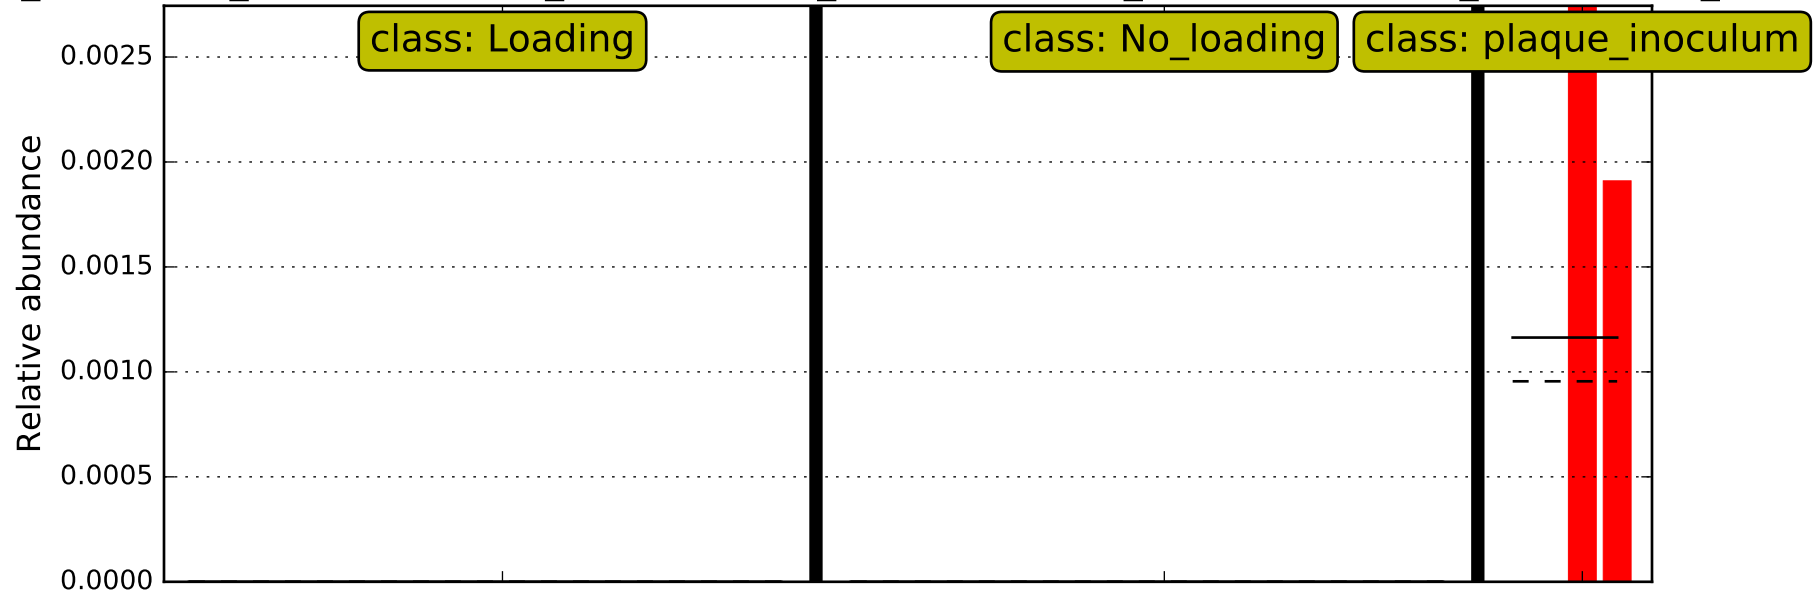 class: Loading
class: No_loading
class: plaque_inoculum
0.0025
0.0020
0.0015
0.0010
0.0005
0.0000
Relative abundance